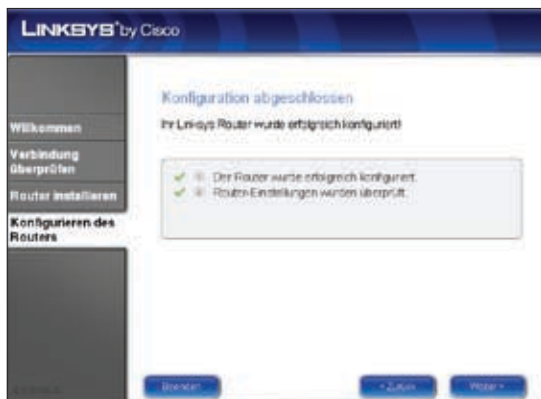 LINKSYS® by Cisco
Konfiguration abgeschlossen
Ihr Linksys Router wurde erfolgreich konfiguriert!
Willkommen
Verbindung
überprüfen
Router installieren
Konfigurieren des
Routers
Der Router wurde erfolgreich konfiguriert.
Router-Einstellungen wurden überprüft.
Beenden
« Zurück
Weiter »